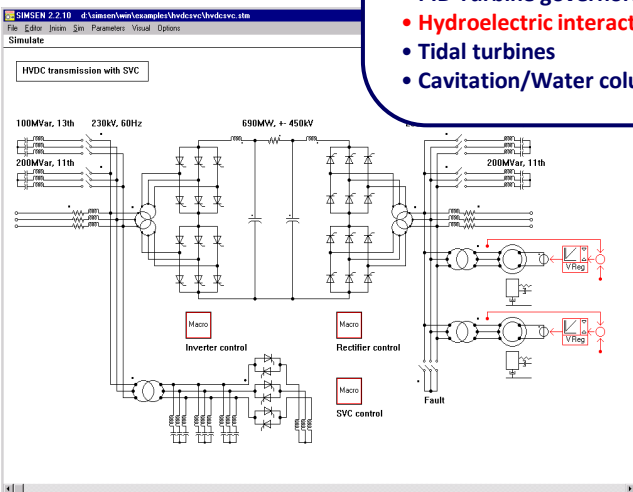 SIMSEN 2.2.10 d:\simsen\win\examples\hvdcsvc\hvdcsvc.stm
File Editor Inisim Sim Parameters Visual Options
Simulate
• Hydroelectric
• Tidal turbines
• Cavitation/Water
HVDC transmission with SVC
100MVar, 13th 230kV, 60Hz 690MW, +- 450kV
200MVar, 11th 200MVar, 11th
VReg
VReg
Macro Macro
Inverter control Rectifier control
Macro
SVC control
Fault